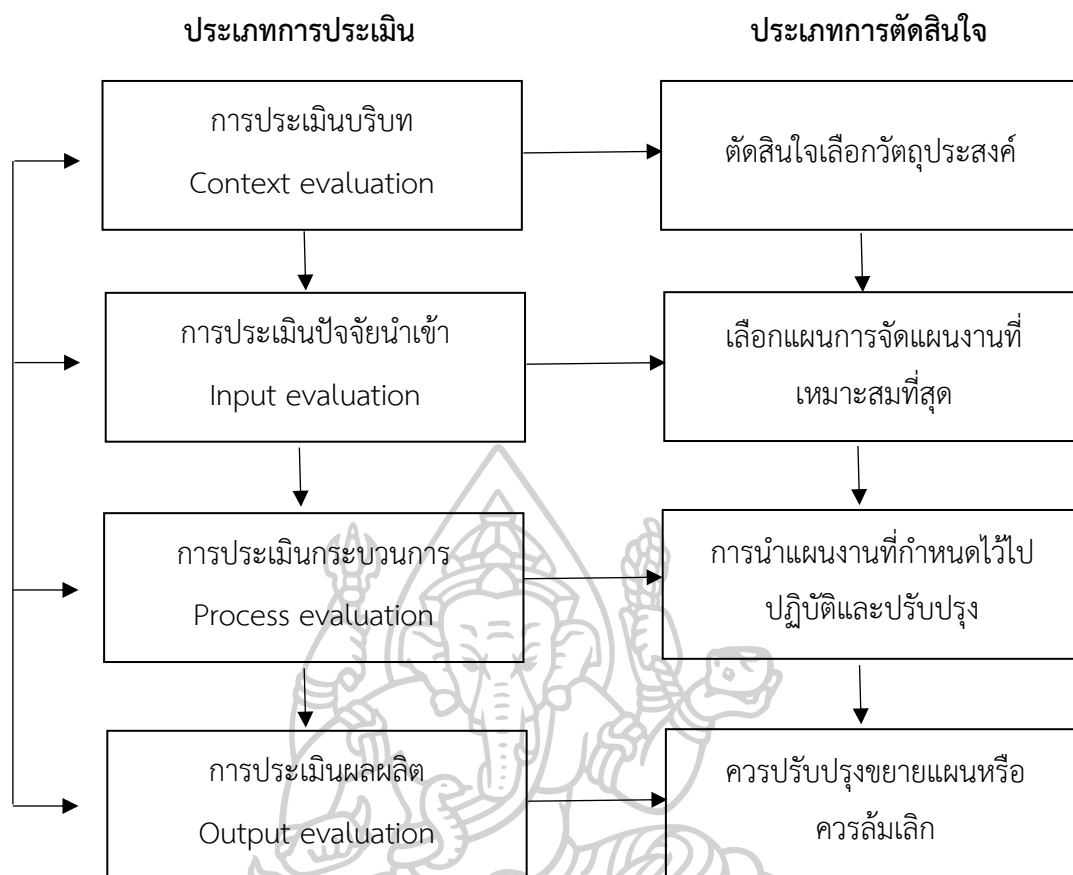 ประเภทการประเมิน
ประเภทการตัดสินใจ
การประเมินบริบท
Context evaluation
ตัดสินใจเลือกวัตถุประสงค์
การประเมินปัจจัยนำเข้า
Input evaluation
เลือกแผนการจัดแผนงานที่
เหมาะสมที่สุด
การประเมินกระบวนการ
Process evaluation
การนำแผนงานที่กำหนดไว้ไป
ปฏิบัติและปรับปรุง
การประเมินผลผลิต
Output evaluation
ควรปรับปรุงขยายแผนหรือ
ควรล้มเลิก